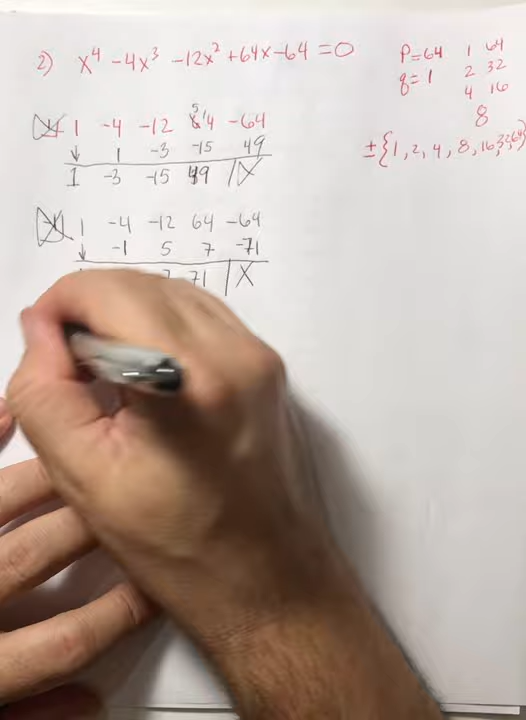 2) x⁴ -4x³ -12x² +64x -64 = 0
P=64 1 64
q=1 2 32
4 16
8
±{1, 2, 4, 8, 16, 32, 64}
1 -4 -12 64 -64
↓ 1 -3 -15 49
1 -3 -15 49 X
-1 1 -4 -12 64 -64
↓ -1 5 7 -71
71 X